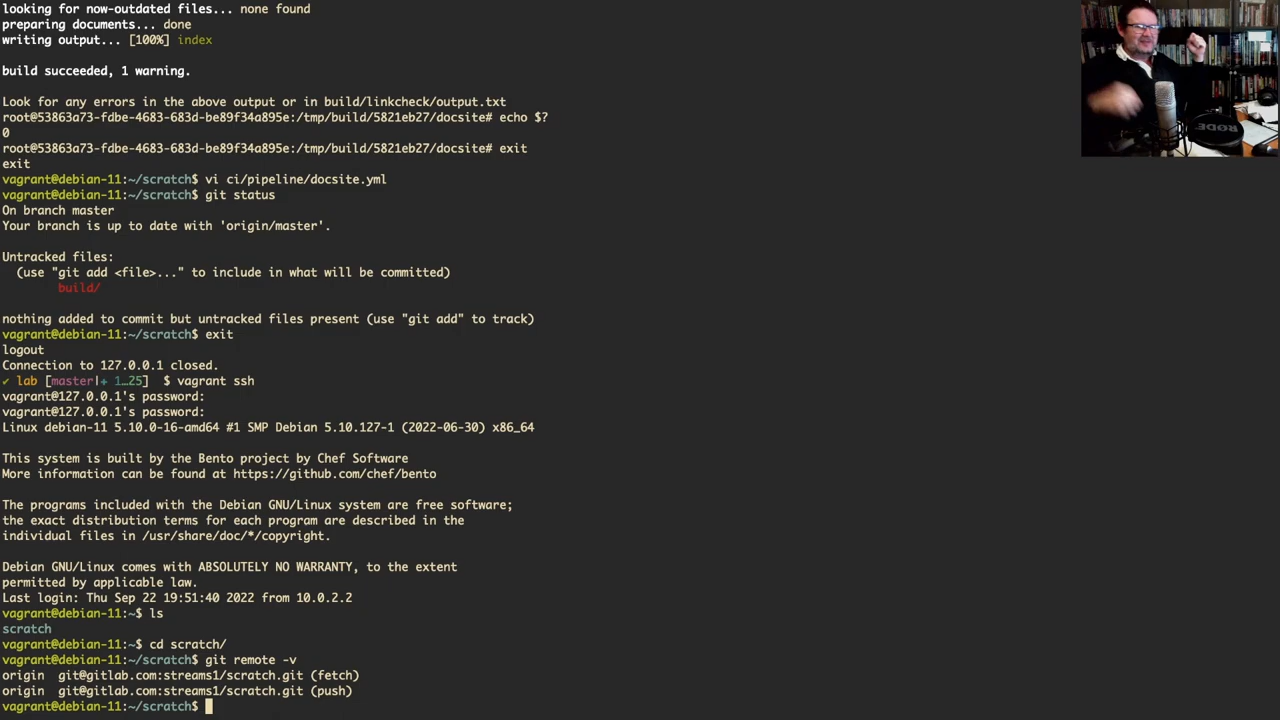 looking for now-outdated files... none found
preparing documents... done
writing output... [100%] index
build succeeded, 1 warning.
Look for any errors in the above output or in build/linkcheck/output.txt
root@53863a73-fdbe-4683-683d-be89f34a895e:/tmp/build/5821eb27/docsite# echo $?
0
root@53863a73-fdbe-4683-683d-be89f34a895e:/tmp/build/5821eb27/docsite# exit
exit
vagrant@debian-11:~/scratch$ vi ci/pipeline/docsite.yml
vagrant@debian-11:~/scratch$ git status
On branch master
Your branch is up to date with 'origin/master'.
Untracked files:
(use "git add <file>..." to include in what will be committed)
build/
nothing added to commit but untracked files present (use "git add" to track)
vagrant@debian-11:~/scratch$ exit
logout
Connection to 127.0.0.1 closed.
✔ lab [master|+ 1…25] $ vagrant ssh
vagrant@127.0.0.1's password:
vagrant@127.0.0.1's password:
Linux debian-11 5.10.0-16-amd64 #1 SMP Debian 5.10.127-1 (2022-06-30) x86_64
This system is built by the Bento project by Chef Software
More information can be found at https://github.com/chef/bento
The programs included with the Debian GNU/Linux system are free software;
the exact distribution terms for each program are described in the
individual files in /usr/share/doc/*/copyright.
Debian GNU/Linux comes with ABSOLUTELY NO WARRANTY, to the extent
permitted by applicable law.
Last login: Thu Sep 22 19:51:40 2022 from 10.0.2.2
vagrant@debian-11:~$ ls
scratch
vagrant@debian-11:~$ cd scratch/
vagrant@debian-11:~/scratch$ git remote -v
origin git@gitlab.com:streams1/scratch.git (fetch)
origin git@gitlab.com:streams1/scratch.git (push)
vagrant@debian-11:~/scratch$
RODE